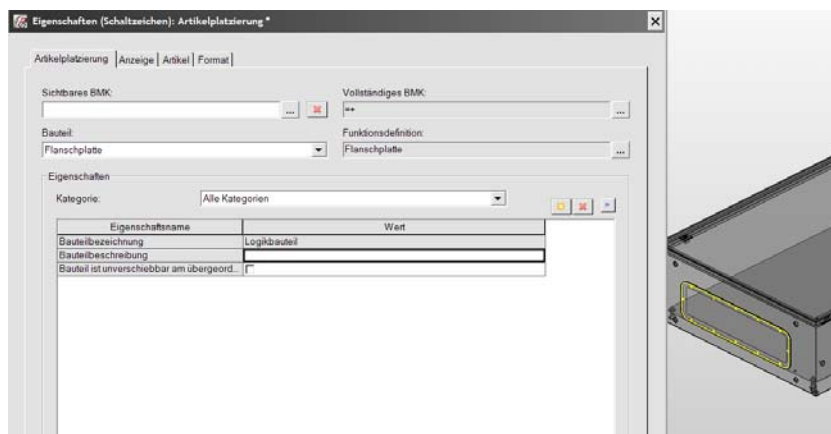 Eigenschaften (Schaltzeichen): Artikelplatzierung *
Artikelplatzierung Anzeige Artikel Format
Sichtbares BMK: Vollständiges BMK:
... =+ ...
Bauteil: Funktionsdefinition:
Flanschplatte Flanschplatte ...
Eigenschaften
Kategorie: Alle Kategorien
Eigenschaftsname Wert
Bauteilbezeichnung Logikbauteil
Bauteilbeschreibung
Bauteil ist unverschiebbar am übergeord...